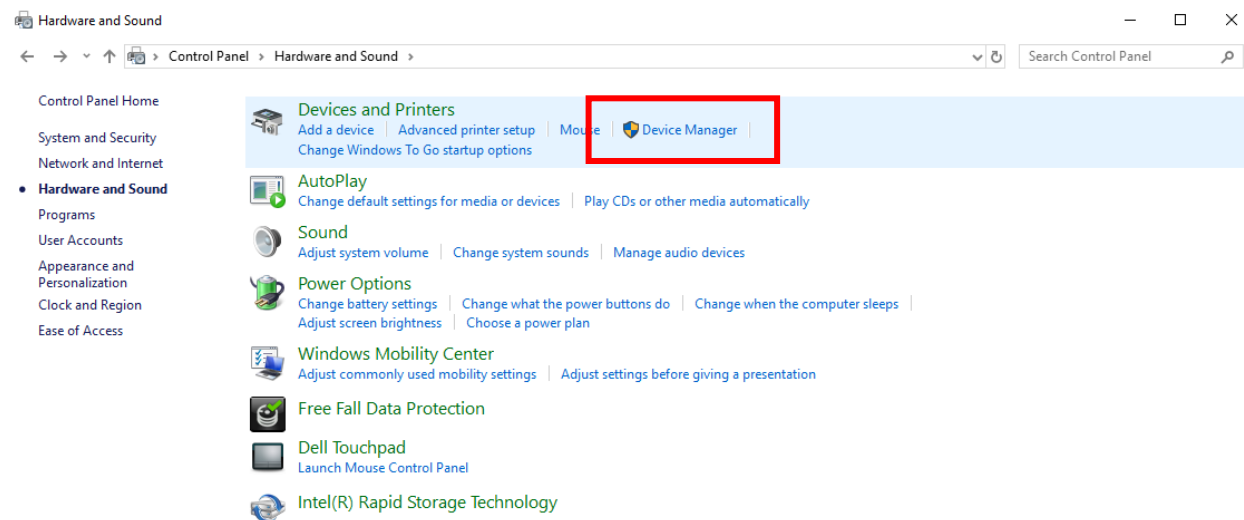 Hardware and Sound
Control Panel > Hardware and Sound >
Search Control Panel
Control Panel Home
System and Security
Network and Internet
Hardware and Sound
Programs
User Accounts
Appearance and
Personalization
Clock and Region
Ease of Access
Devices and Printers
Add a device | Advanced printer setup | Mouse | Device Manager |
Change Windows To Go startup options
AutoPlay
Change default settings for media or devices | Play CDs or other media automatically
Sound
Adjust system volume | Change system sounds | Manage audio devices
Power Options
Change battery settings | Change what the power buttons do | Change when the computer sleeps |
Adjust screen brightness | Choose a power plan
Windows Mobility Center
Adjust commonly used mobility settings | Adjust settings before giving a presentation
Free Fall Data Protection
Dell Touchpad
Launch Mouse Control Panel
Intel(R) Rapid Storage Technology